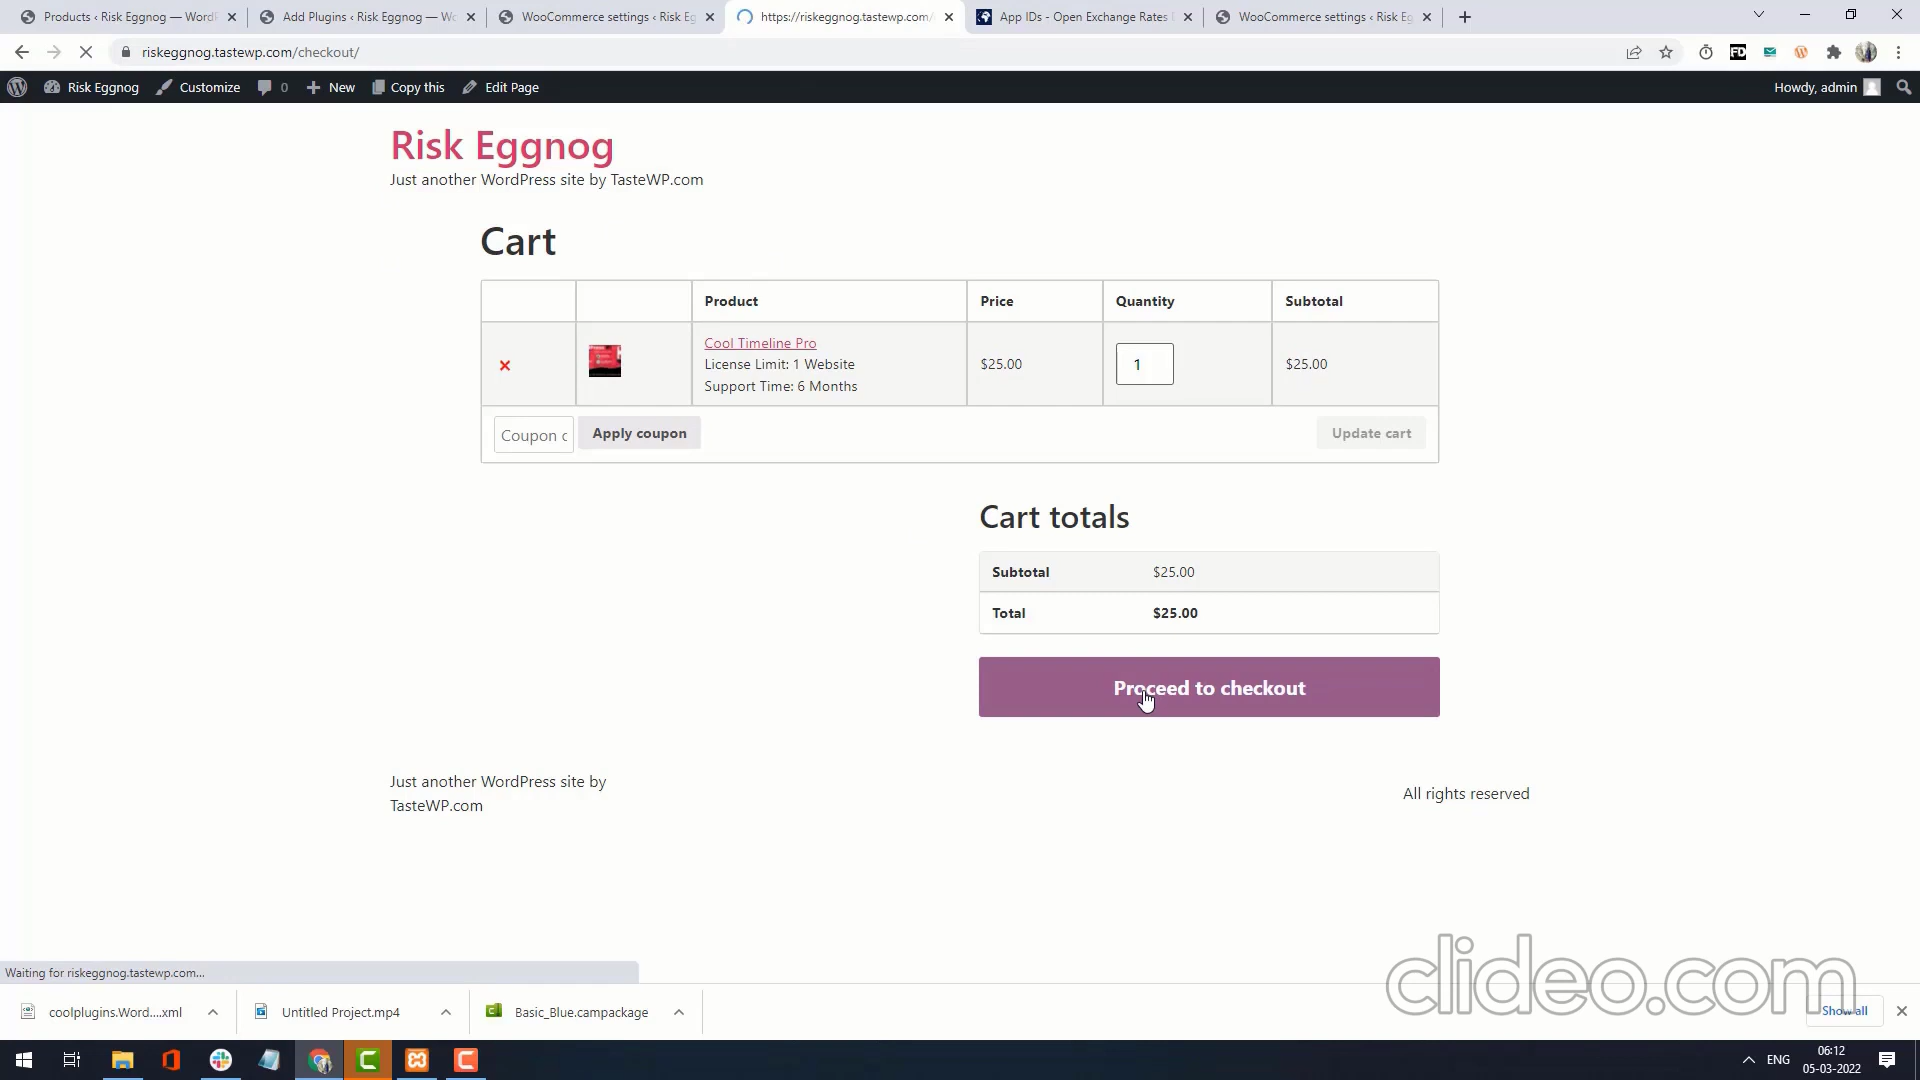 Products ‹ Risk Eggnog — WordP
Add Plugins ‹ Risk Eggnog — Wo
WooCommerce settings ‹ Risk Eg
https://riskeggnog.tastewp.com/
App IDs - Open Exchange Rates
WooCommerce settings ‹ Risk Eg
riskeggnog.tastewp.com/checkout/
FD
Risk Eggnog
Customize
0
New
Copy this
Edit Page
Howdy, admin
Risk Eggnog
Just another WordPress site by TasteWP.com
Cart
Product
Price
Quantity
Subtotal
Cool Timeline Pro
License Limit: 1 Website
Support Time: 6 Months
$25.00
1
$25.00
Coupon c
Apply coupon
Update cart
Cart totals
Subtotal
$25.00
Total
$25.00
Proceed to checkout
Just another WordPress site by
TasteWP.com
All rights reserved
Waiting for riskeggnog.tastewp.com...
clideo.com
coolplugins.Word....xml
Untitled Project.mp4
Basic_Blue.campackage
Show all
ENG
06:12
05-03-2022